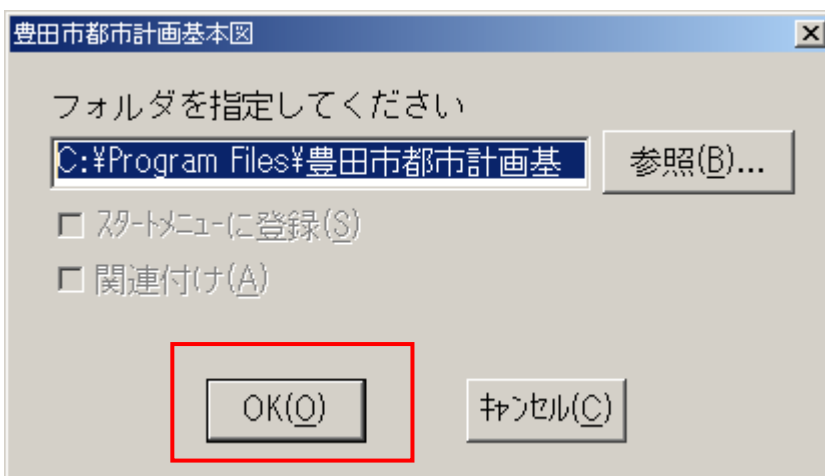 豊田市都市計画基本図
フォルダを指定してください
C:¥Program Files¥豊田市都市計画基
参照(B)...
スタートメニューに登録(S)
関連付け(A)
OK(O)
キャンセル(C)